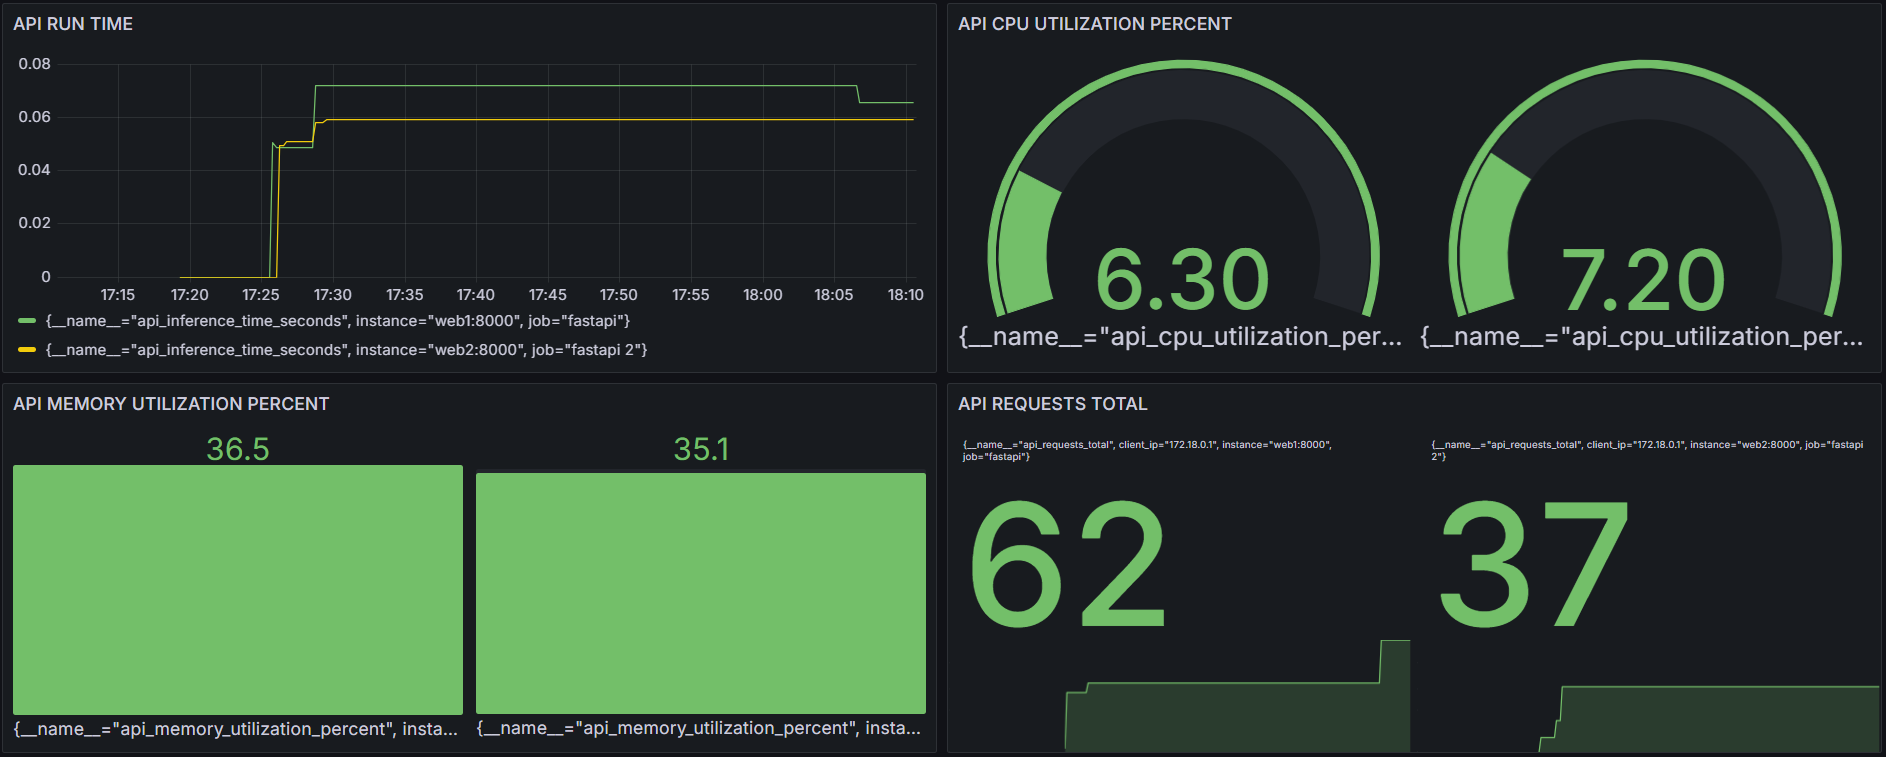 API RUN TIME
0.08
0.06
0.04
0.02
0
17:15 17:20 17:25 17:30 17:35 17:40 17:45 17:50 17:55 18:00 18:05 18:10
{__name__="api_inference_time_seconds", instance="web1:8000", job="fastapi"}
{__name__="api_inference_time_seconds", instance="web2:8000", job="fastapi 2"}
API CPU UTILIZATION PERCENT
6.30
7.20
{__name__="api_cpu_utilization_per...
{__name__="api_cpu_utilization_per...
API MEMORY UTILIZATION PERCENT
36.5
35.1
{__name__="api_memory_utilization_percent", insta...
{__name__="api_memory_utilization_percent", insta...
API REQUESTS TOTAL
{__name__="api_requests_total", client_ip="172.18.0.1", instance="web1:8000",
job="fastapi"}
62
{__name__="api_requests_total", client_ip="172.18.0.1", instance="web2:8000", job="fastapi
2"}
37